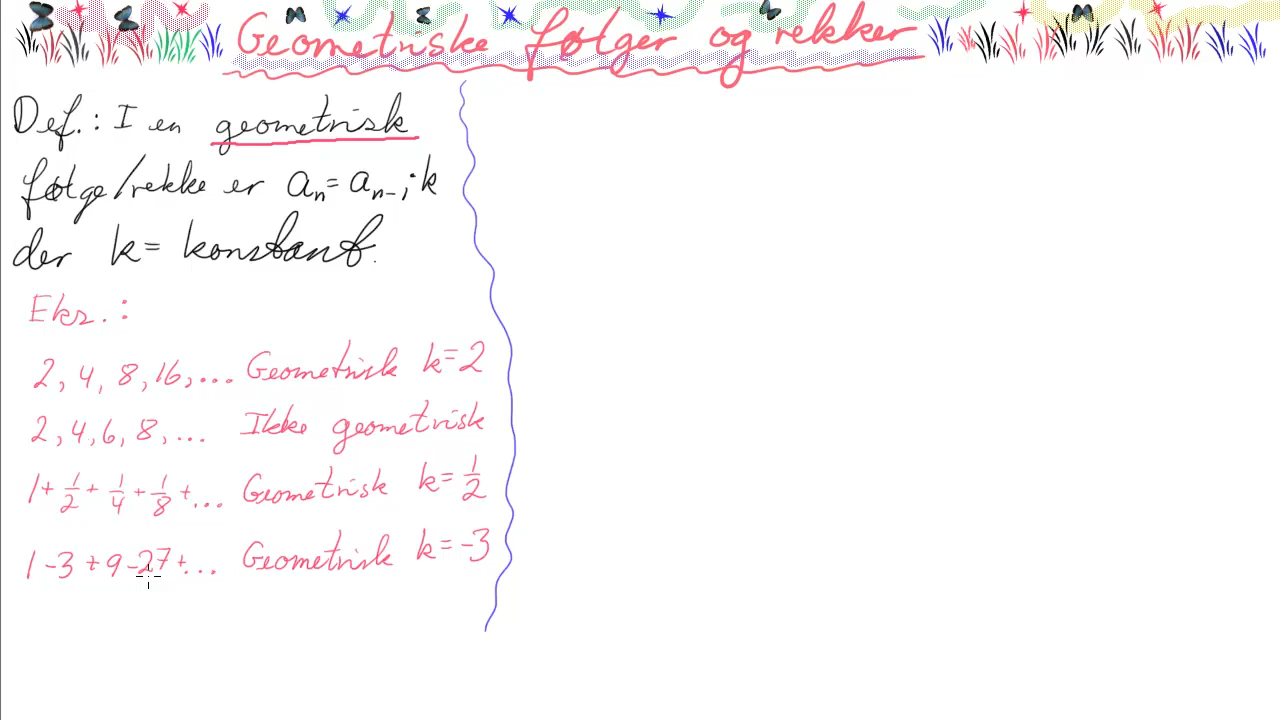 Geometriske følger og rekker
Def.: I en geometrisk
følge/rekke er aₙ = aₙ₋₁ · k
der k = konstant.
Eks.:
2, 4, 8, 16, ... Geometrisk k = 2
2, 4, 6, 8, ... Ikke geometrisk
1 + 1/2 + 1/4 + 1/8 + ... Geometrisk k = 1/2
1 - 3 + 9 - 27 + ... Geometrisk k = -3